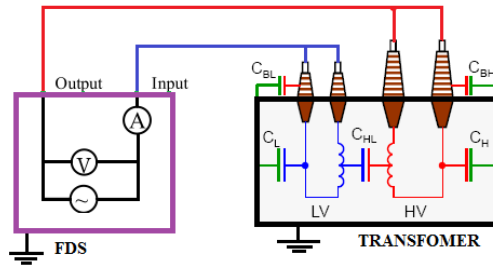 Output Input
A
V
~
FDS
C_BL
C_BH
C_L
C_HL
C_H
LV HV
TRANSFOMER